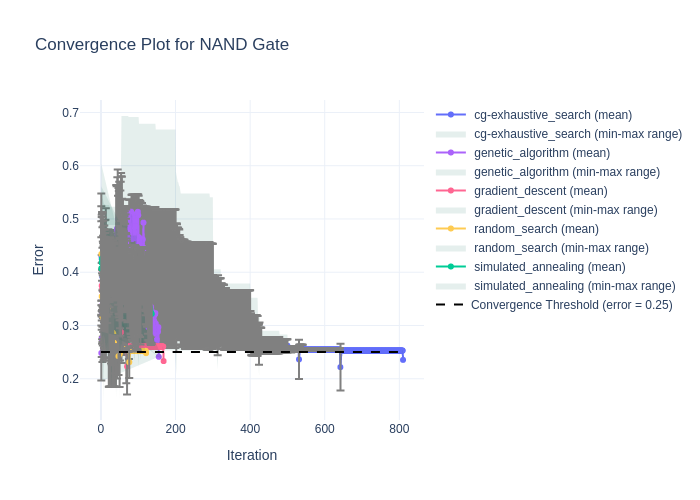 Convergence Plot for NAND Gate
0.7
0.6
0.5
0.4
0.3
0.2
Error
0
200
400
600
800
Iteration
cg-exhaustive_search (mean)
cg-exhaustive_search (min-max range)
genetic_algorithm (mean)
genetic_algorithm (min-max range)
gradient_descent (mean)
gradient_descent (min-max range)
random_search (mean)
random_search (min-max range)
simulated_annealing (mean)
simulated_annealing (min-max range)
Convergence Threshold (error = 0.25)